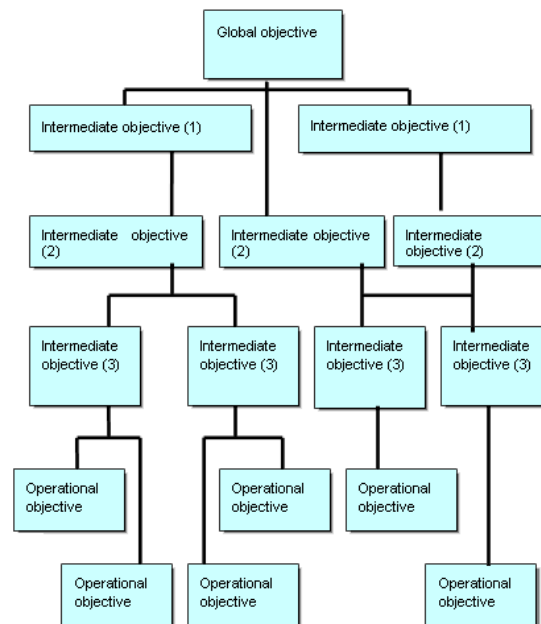 Global objective
Intermediate objective (1)
Intermediate objective (1)
Intermediate objective
(2)
Intermediate objective
(2)
Intermediate
objective (2)
Intermediate
objective (3)
Intermediate
objective (3)
Intermediate
objective (3)
Intermediate
objective (3)
Operational
objective
Operational
objective
Operational
objective
Operational
objective
Operational
objective
Operational
objective